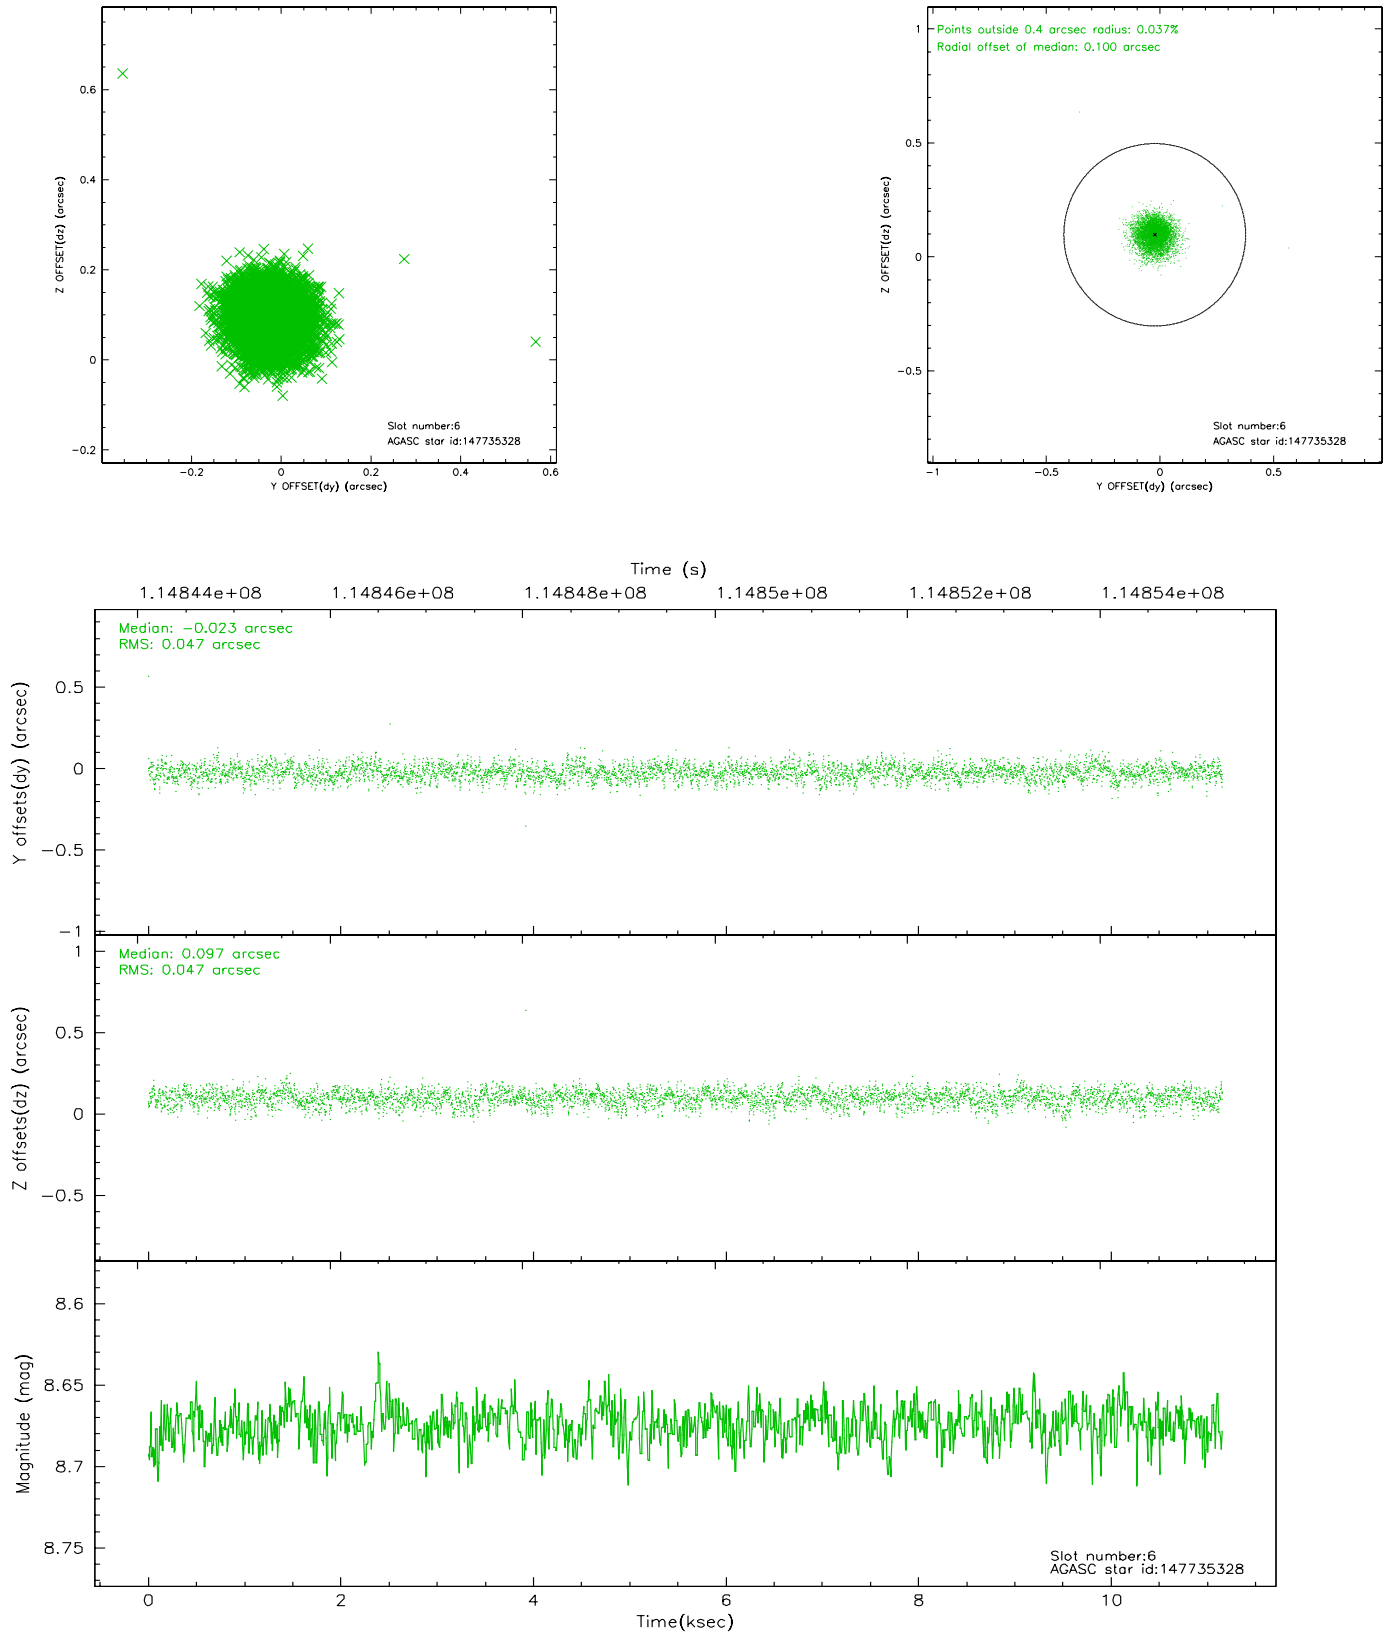 0.6
0.4
0.2
0
−0.2
Z OFFSET(dz) (arcsec)
Slot number:6
AGASC star id:147735328
−0.2 0 0.2 0.4 0.6
Y OFFSET(dy) (arcsec)
Points outside 0.4 arcsec radius: 0.037%
Radial offset of median: 0.100 arcsec
1
0.5
0
−0.5
Z OFFSET(dz) (arcsec)
Slot number:6
AGASC star id:147735328
−1 −0.5 0 0.5
Y OFFSET(dy) (arcsec)
Time (s)
1.14844e+08 1.14846e+08 1.14848e+08 1.1485e+08 1.14852e+08 1.14854e+08
Median: −0.023 arcsec
RMS: 0.047 arcsec
0.5
0
−0.5
−1
Y offsets(dy) (arcsec)
Median: 0.097 arcsec
RMS: 0.047 arcsec
1
0.5
0
−0.5
Z offsets(dz) (arcsec)
8.6
8.65
8.7
8.75
Magnitude (mag)
Slot number:6
AGASC star id:147735328
0 2 4 6 8 10
Time(ksec)